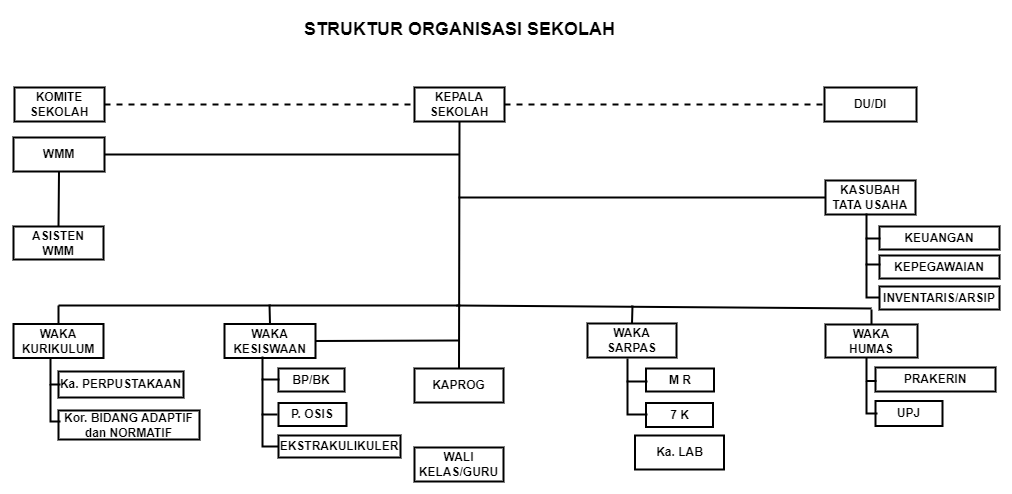 STRUKTUR ORGANISASI SEKOLAH
KOMITE
SEKOLAH
KEPALA
SEKOLAH
DU/DI
WMM
KASUBAH
TATA USAHA
ASISTEN
WMM
KEUANGAN
KEPEGAWAIAN
INVENTARIS/ARSIP
WAKA
KURIKULUM
WAKA
KESISWAAN
WAKA
SARPAS
WAKA
HUMAS
Ka. PERPUSTAKAAN
Kor. BIDANG ADAPTIF
dan NORMATIF
BP/BK
P. OSIS
EKSTRAKULIKULER
KAPROG
WALI
KELAS/GURU
M R
7 K
Ka. LAB
PRAKERIN
UPJ